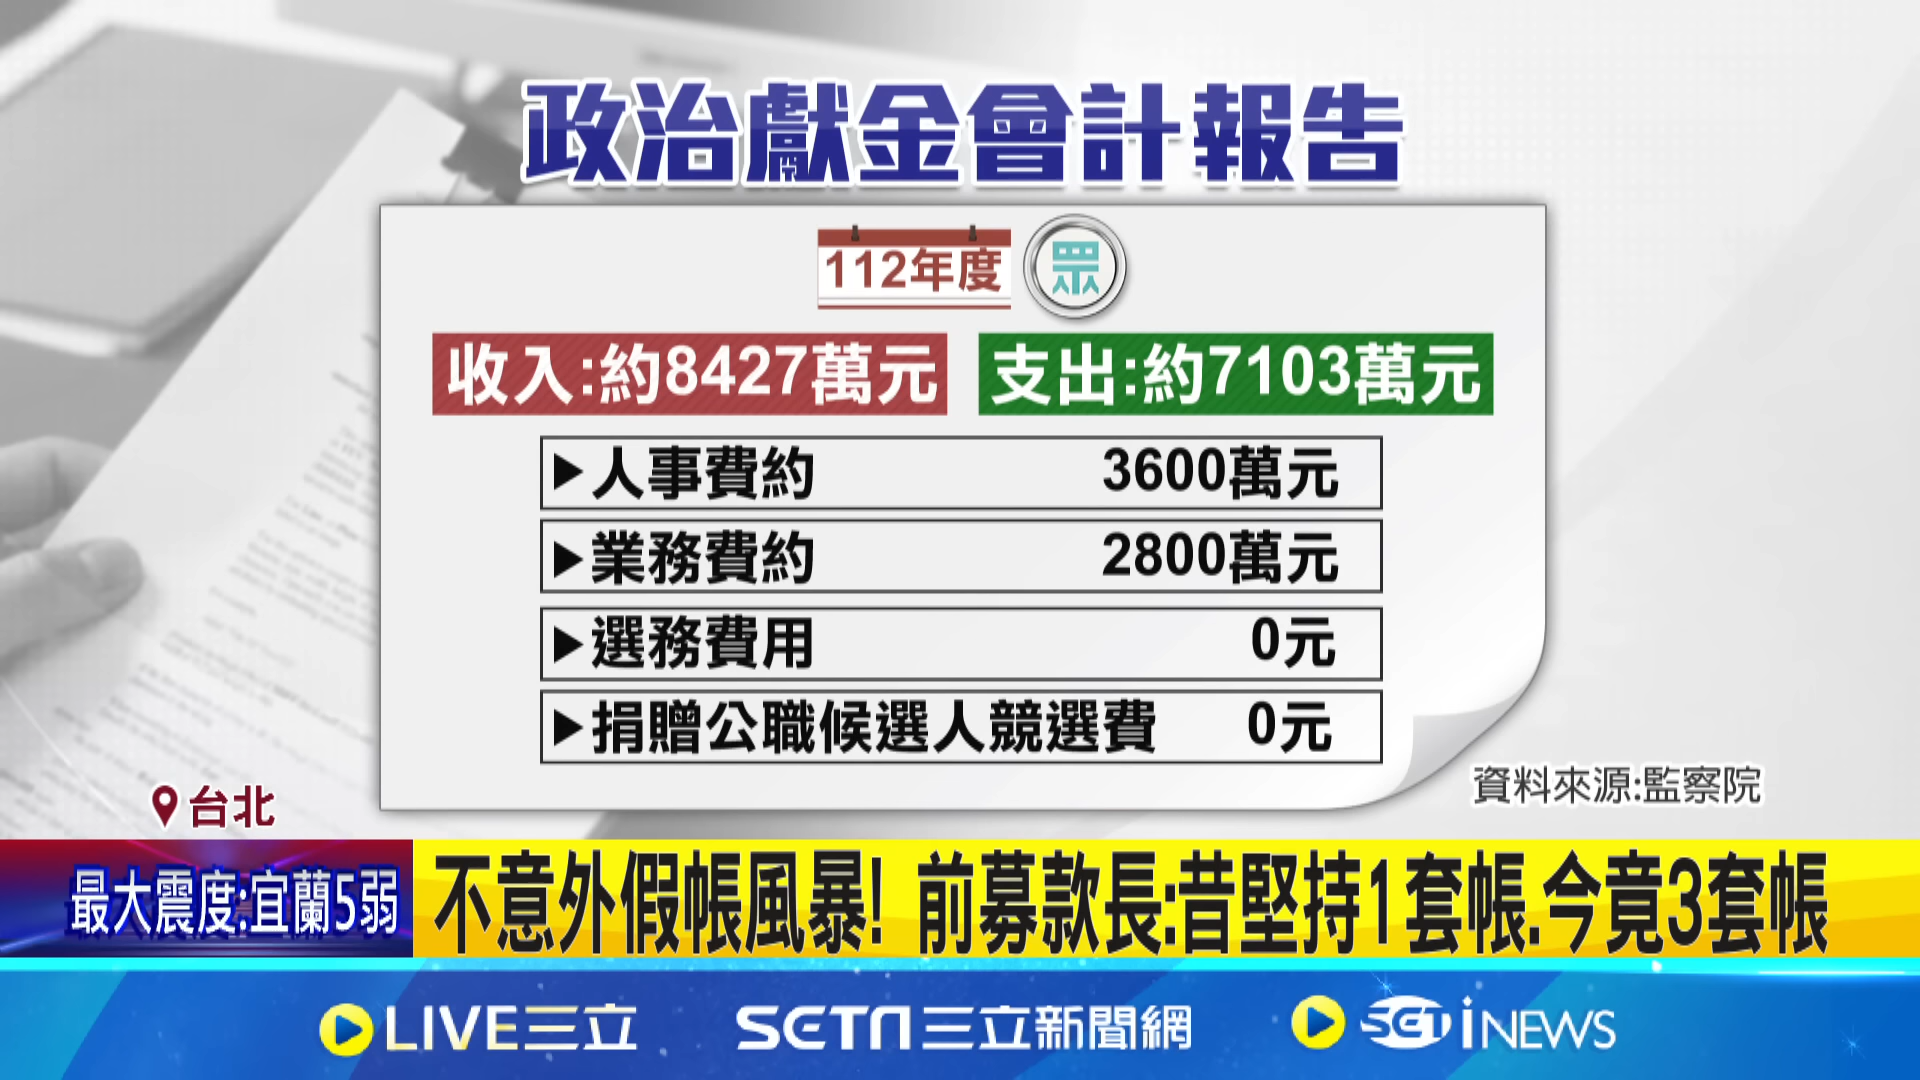 政治獻金會計報告
112年度 眾
收入:約8427萬元 支出:約7103萬元
▶人事費約 3600萬元
▶業務費約 2800萬元
▶選務費用 0元
▶捐贈公職候選人競選費 0元
資料來源:監察院
台北
最大震度:宜蘭5弱
不意外假帳風暴! 前募款長:昔堅持1套帳.今竟3套帳
LIVE三立 SETN三立新聞網 SETiNEWS